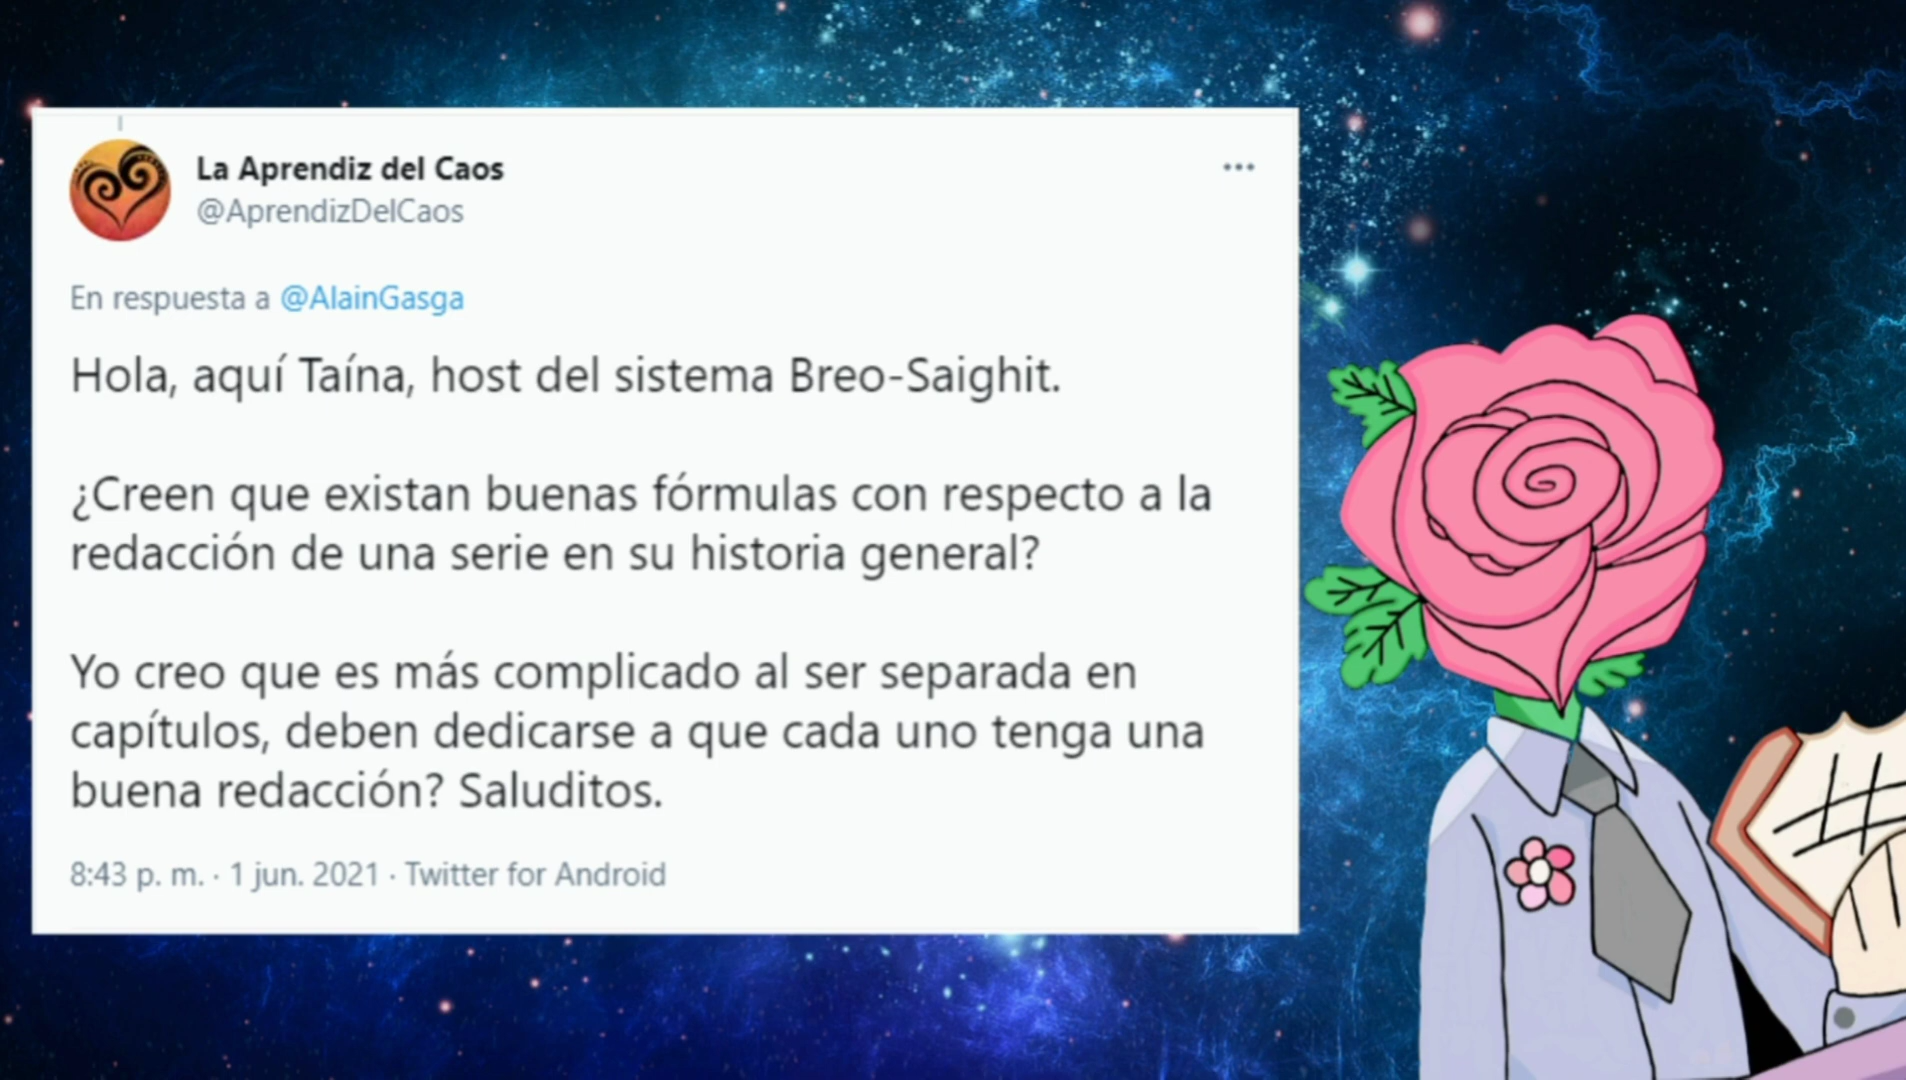 La Aprendiz del Caos
@AprendizDelCaos
En respuesta a @AlainGasga
Hola, aquí Taína, host del sistema Breo-Saighit.
¿Creen que existan buenas fórmulas con respecto a la
redacción de una serie en su historia general?
Yo creo que es más complicado al ser separada en
capítulos, deben dedicarse a que cada uno tenga una
buena redacción? Saluditos.
8:43 p. m. · 1 jun. 2021 · Twitter for Android